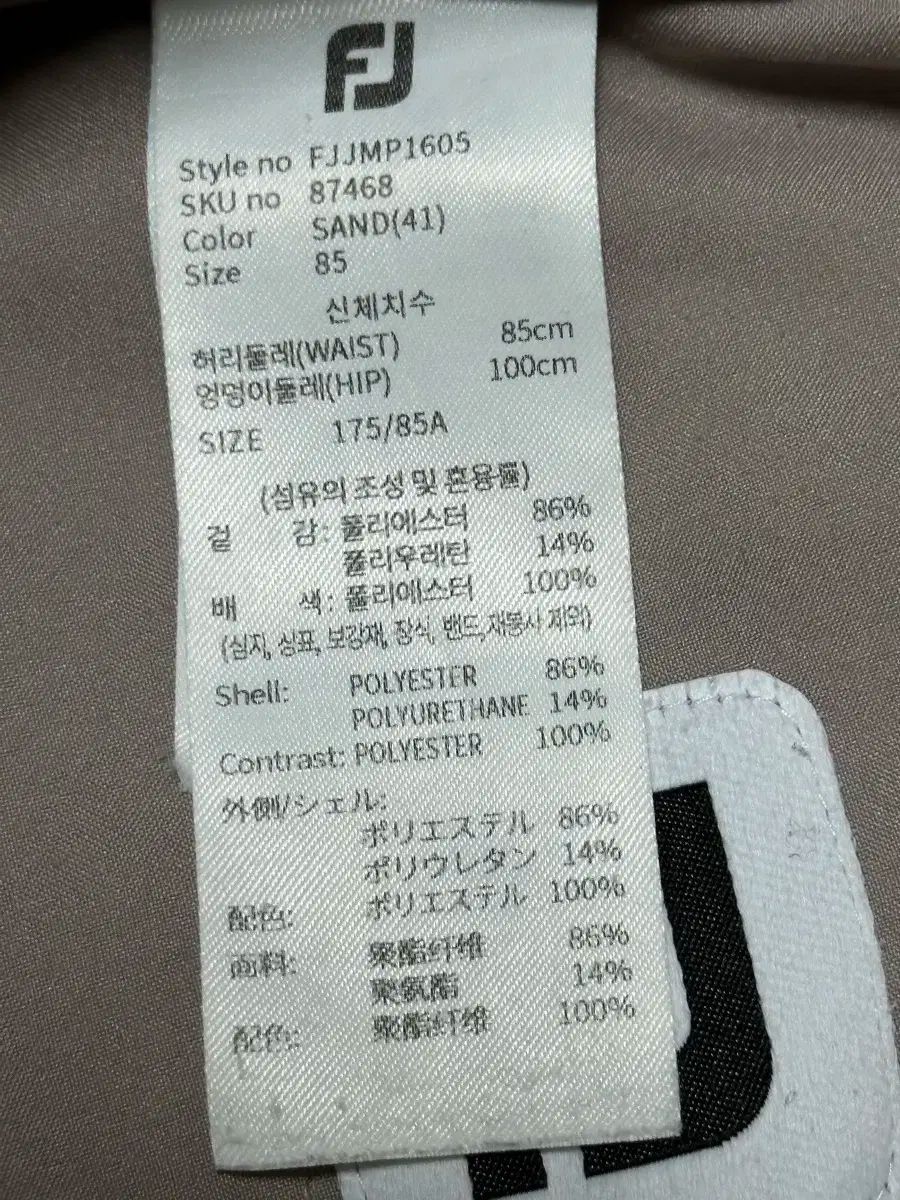 FJ
Style no FJJMP1605
SKU no 87468
Color SAND(41)
Size 85
신체치수
허리둘레(WAIST) 85cm
엉덩이둘레(HIP) 100cm
SIZE 175/85A
(섬유의 조성 및 혼용률)
겉 감: 폴리에스터 86%
폴리우레탄 14%
배 색: 폴리에스터 100%
(심지, 싱표, 보강재, 장식, 밴드,재봉사 제외)
Shell: POLYESTER 86%
POLYURETHANE 14%
Contrast: POLYESTER 100%
外側/シェル:
ポリエステル 86%
ポリウレタン 14%
配色: ポリエステル 100%
面料: 聚酯纤维 86%
聚氨酯 14%
配色: 聚酯纤维 100%